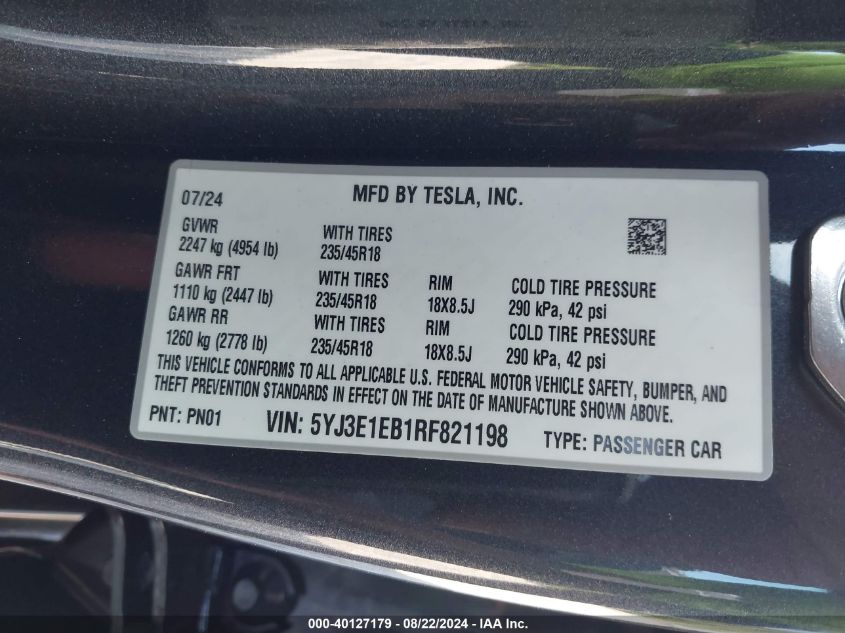 07/24 MFD BY TESLA, INC.
GVWR WITH TIRES
2247 kg (4954 lb) 235/45R18
GAWR FRT WITH TIRES RIM COLD TIRE PRESSURE
1110 kg (2447 lb) 235/45R18 18X8.5J 290 kPa, 42 psi
GAWR RR WITH TIRES RIM COLD TIRE PRESSURE
1260 kg (2778 lb) 235/45R18 18X8.5J 290 kPa, 42 psi
THIS VEHICLE CONFORMS TO ALL APPLICABLE U.S. FEDERAL MOTOR VEHICLE SAFETY, BUMPER, AND
THEFT PREVENTION STANDARDS IN EFFECT ON THE DATE OF MANUFACTURE SHOWN ABOVE.
PNT: PN01 VIN: 5YJ3E1EB1RF821198 TYPE: PASSENGER CAR
000-40127179 - 08/22/2024 - IAA Inc.